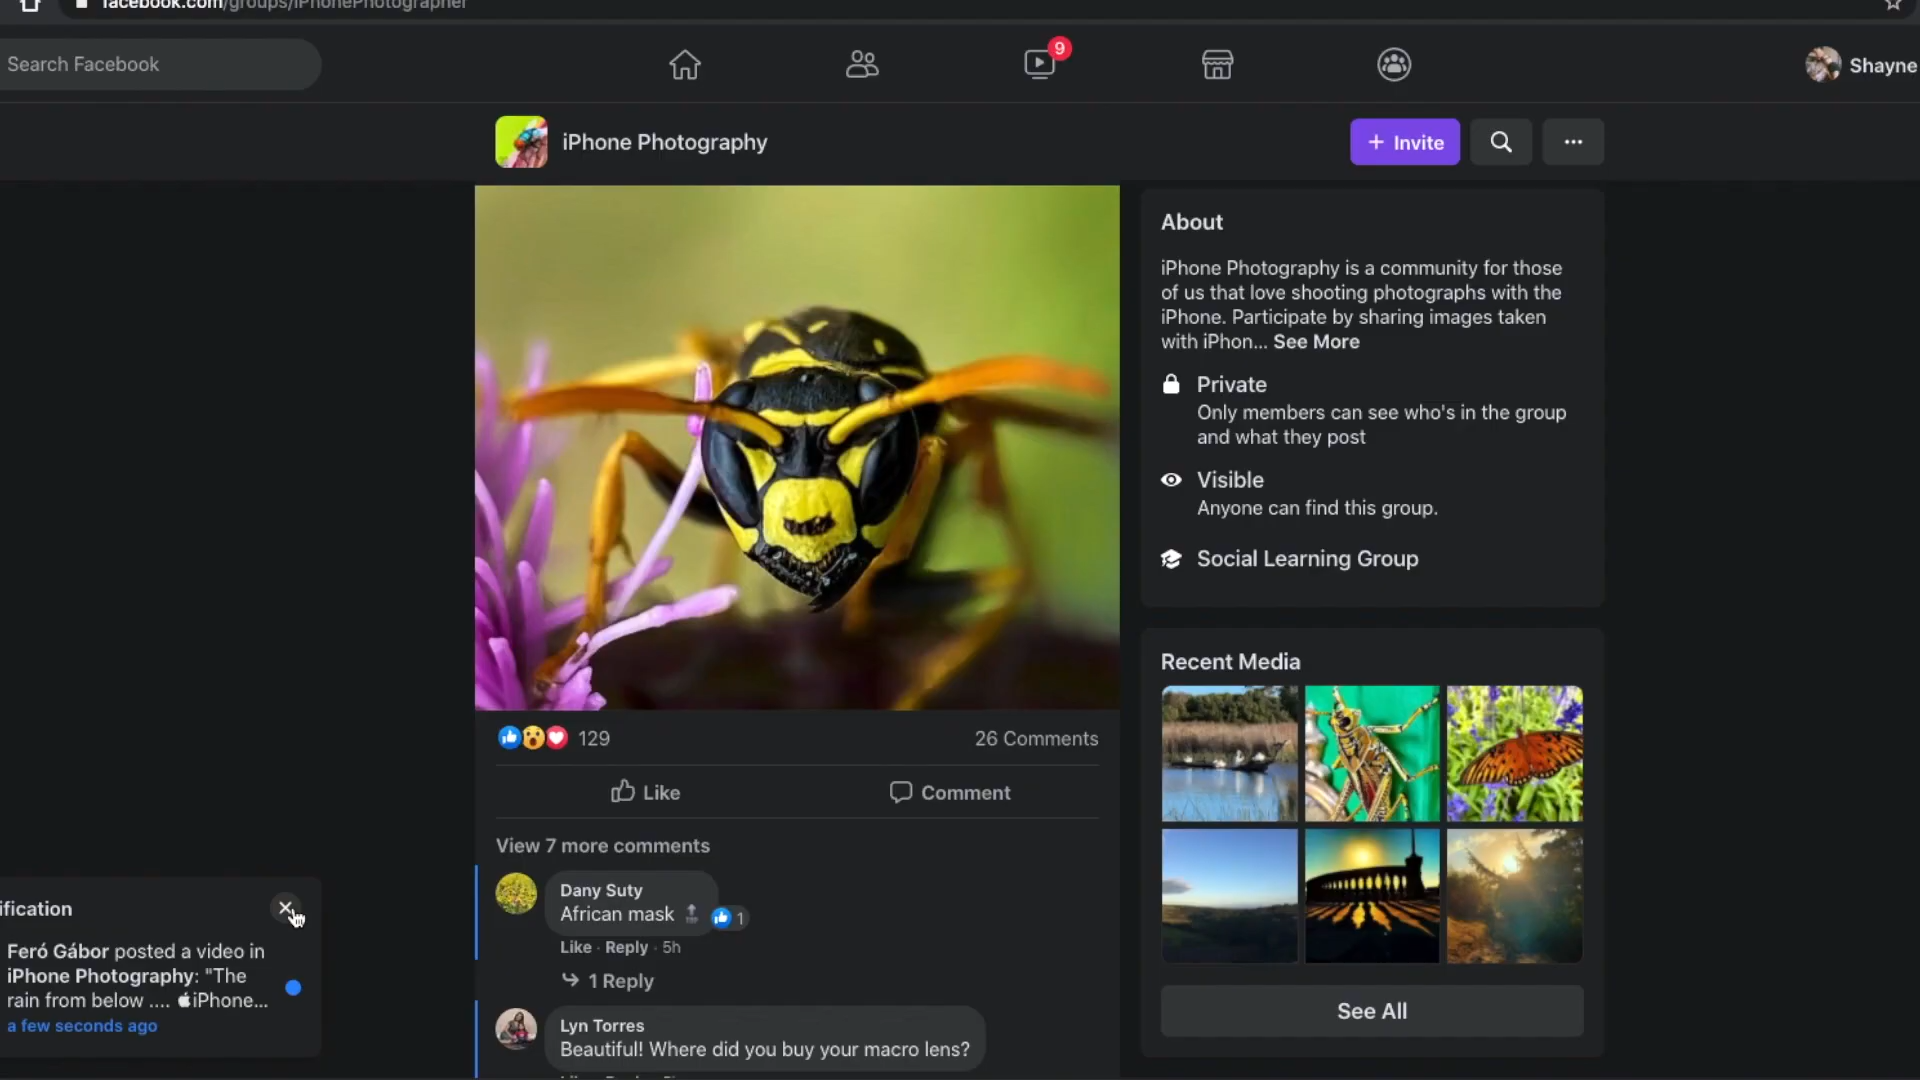 facebook.com/groups/iPhonePhotographer
Search Facebook
9
Shayne
iPhone Photography
+ Invite
About
iPhone Photography is a community for those
of us that love shooting photographs with the
iPhone. Participate by sharing images taken
with iPhon... See More
Private
Only members can see who's in the group
and what they post
Visible
Anyone can find this group.
Social Learning Group
129
26 Comments
Like
Comment
View 7 more comments
Dany Suty
African mask
1
Like · Reply · 5h
1 Reply
Lyn Torres
Beautiful! Where did you buy your macro lens?
Recent Media
See All
ification
Feró Gábor posted a video in
iPhone Photography: "The
rain from below .... iPhone...
a few seconds ago